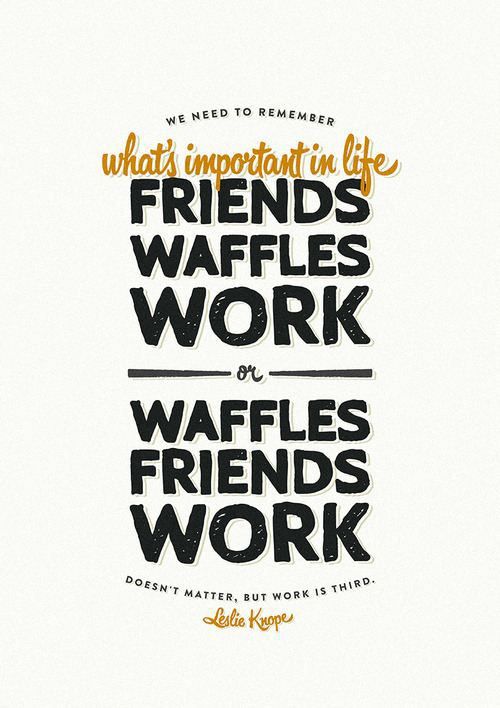 WE NEED TO REMEMBER
what's important in life
FRIENDS
WAFFLES
WORK
or
WAFFLES
FRIENDS
WORK
DOESN'T MATTER, BUT WORK IS THIRD.
Leslie Knope